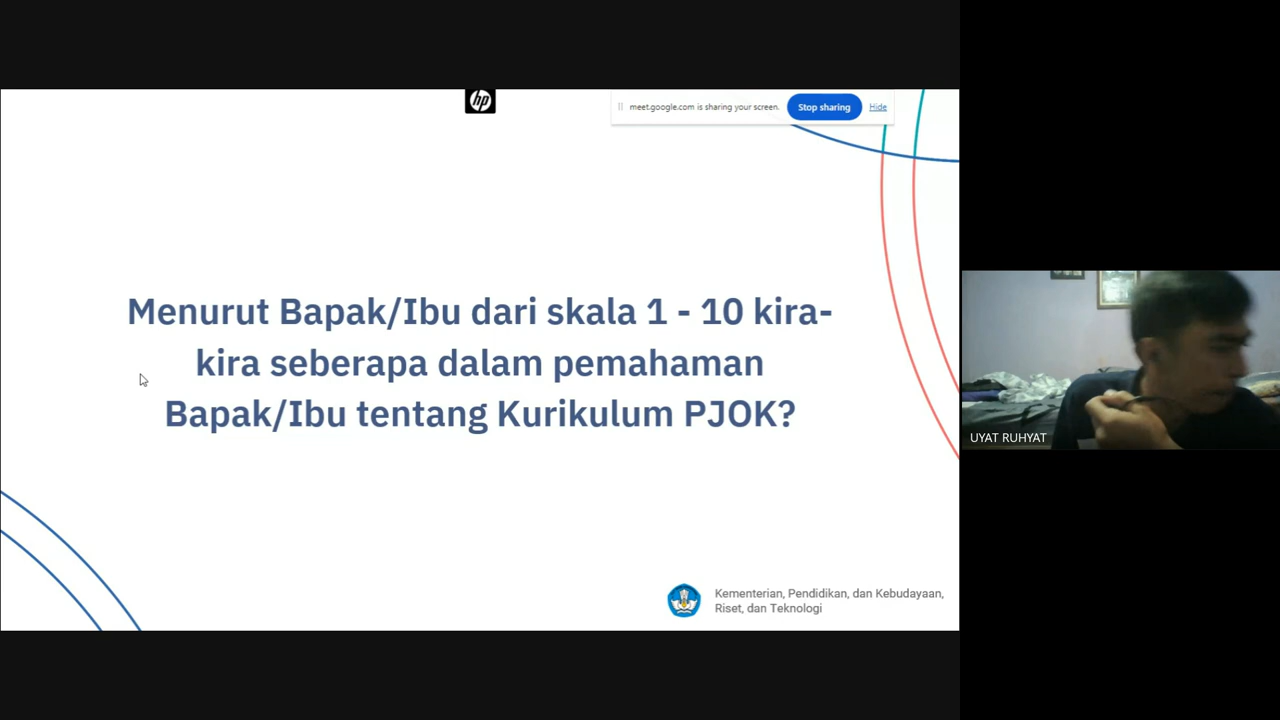 hp
meet.google.com is sharing your screen.
Stop sharing
Hide
Menurut Bapak/Ibu dari skala 1 - 10 kira-
kira seberapa dalam pemahaman
Bapak/Ibu tentang Kurikulum PJOK?
Kementerian, Pendidikan, dan Kebudayaan,
Riset, dan Teknologi
UYAT RUHYAT